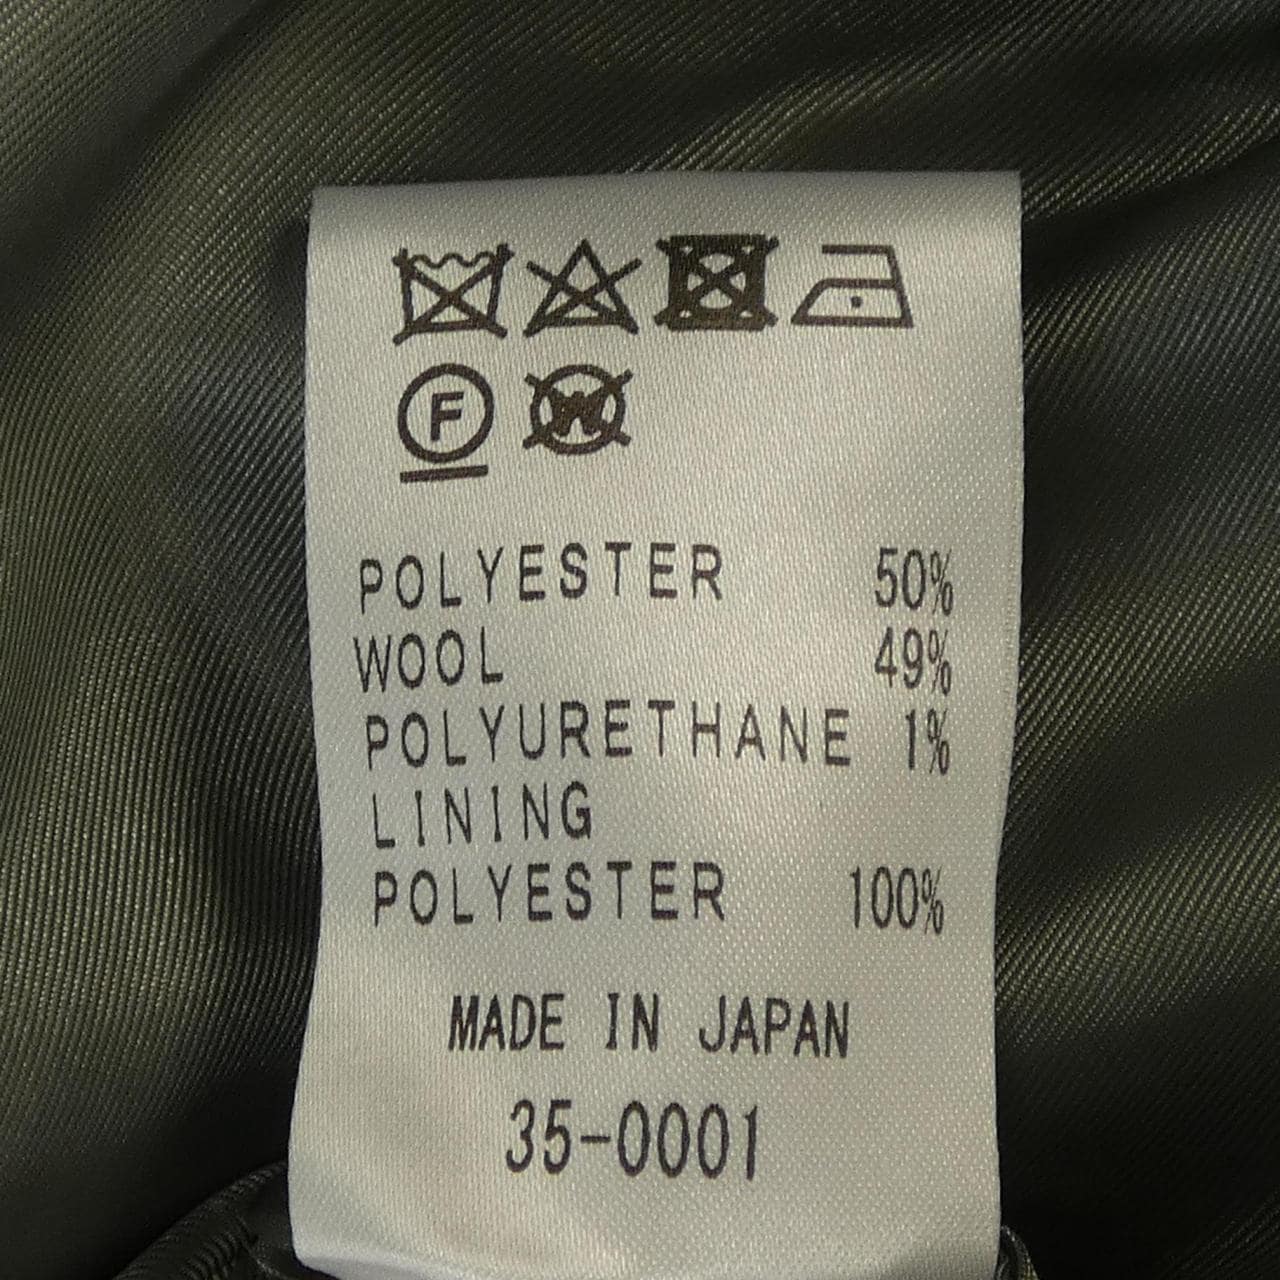 F W
POLYESTER 50%
WOOL 49%
POLYURETHANE 1%
LINING
POLYESTER 100%
MADE IN JAPAN
35-0001